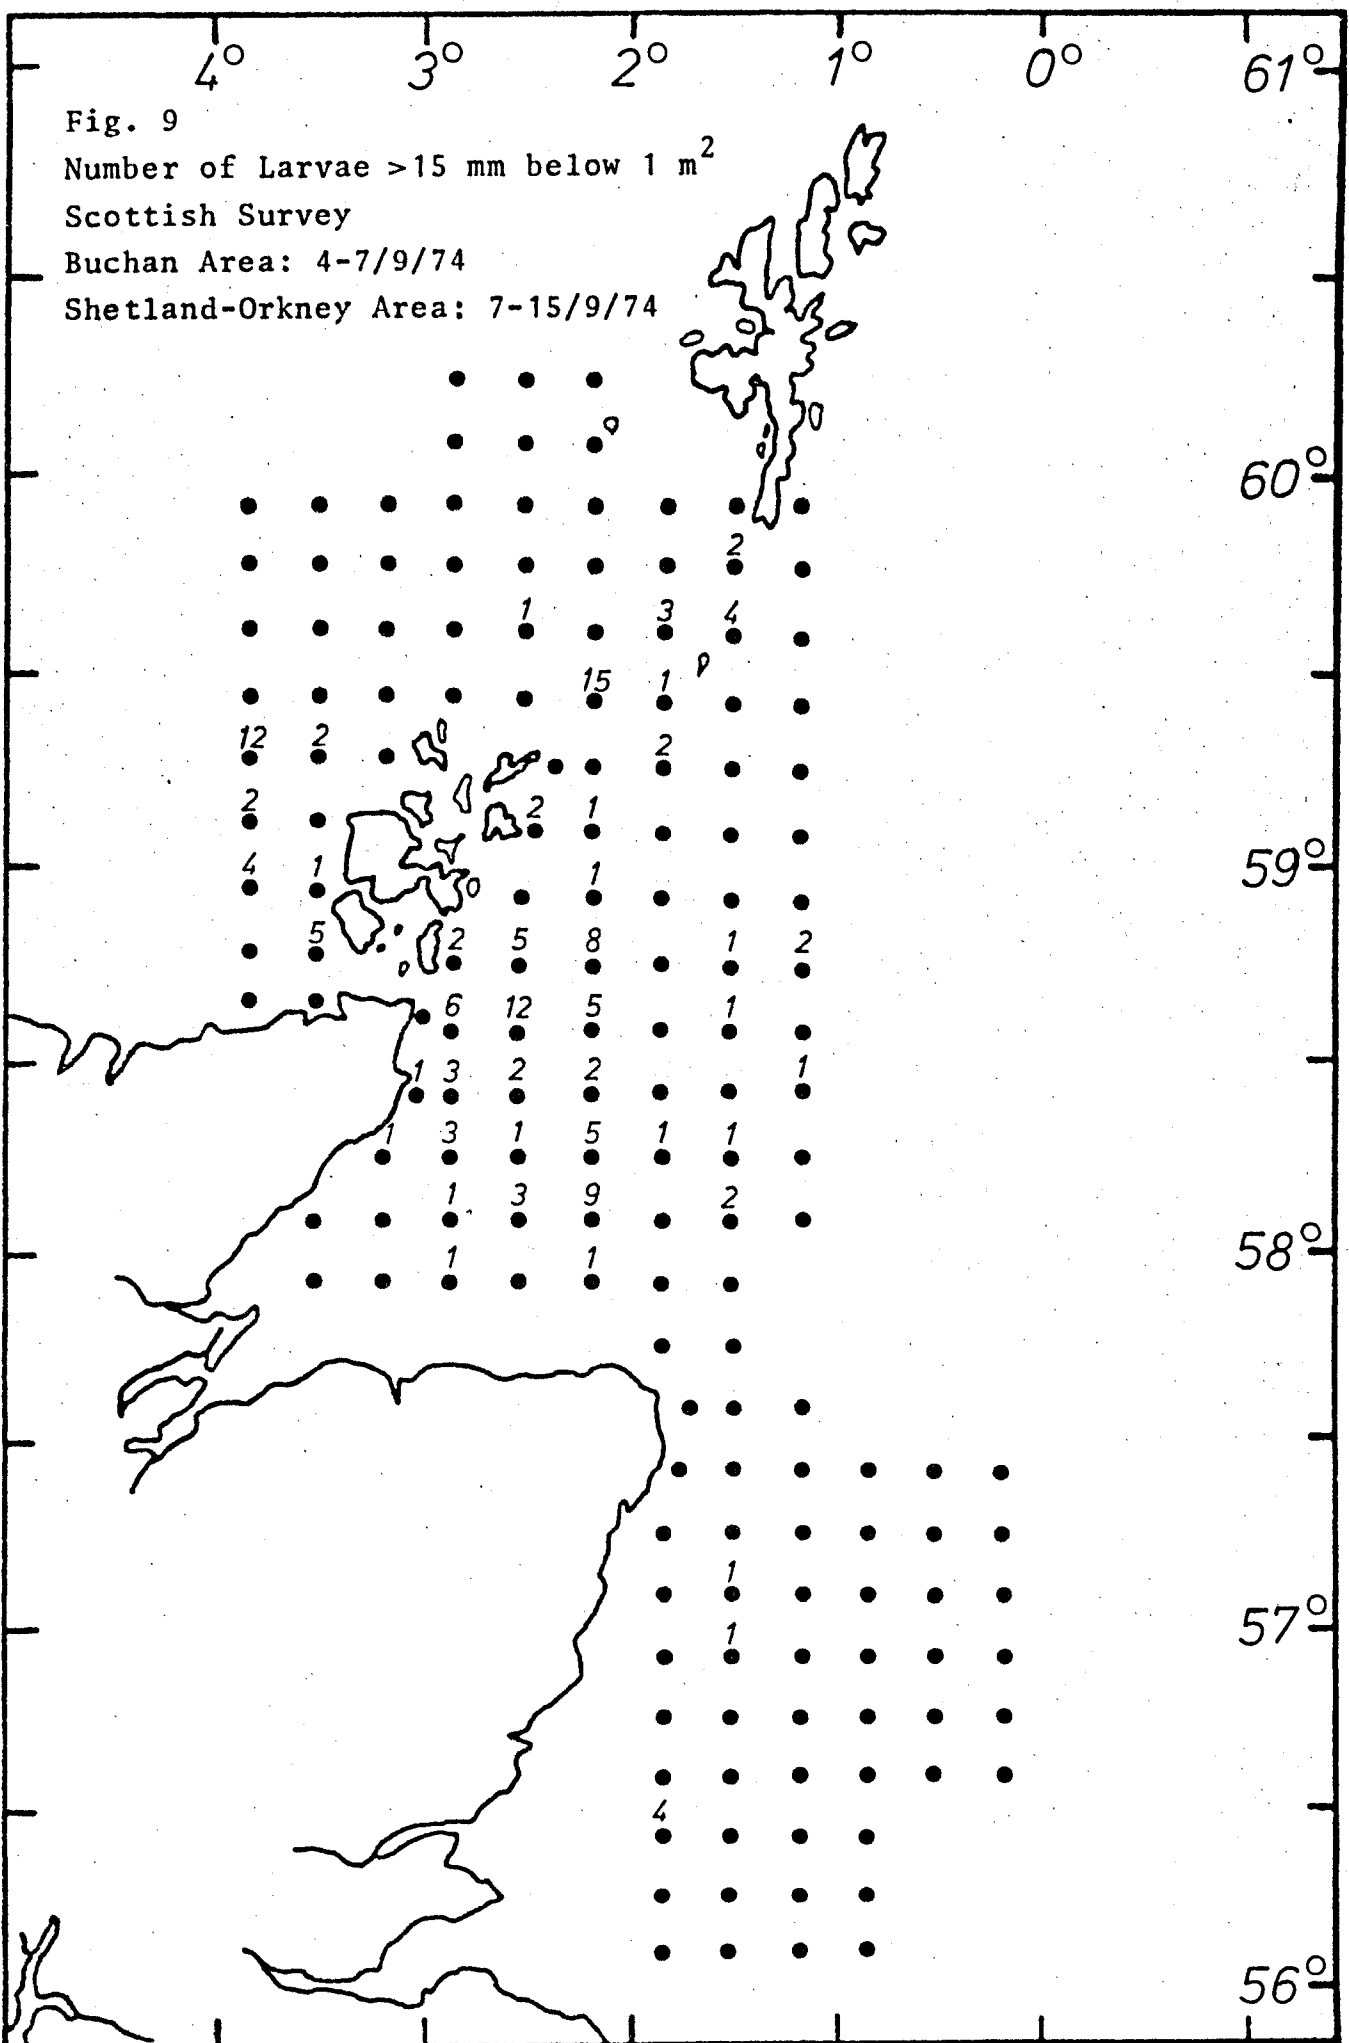 4° 3° 2° 1° 0° 61°
Fig. 9
Number of Larvae >15 mm below 1 m²
Scottish Survey
Buchan Area: 4-7/9/74
Shetland-Orkney Area: 7-15/9/74
60°
2
1 3 4
15 1
12 2 2
2 2 1
4 1 1
59°
5 2 5 8 1 2
6 12 5 1
1 3 2 2 1
1 3 1 5 1 1
1 3 9 2
58°
1 1
1
57°
1
4
56°